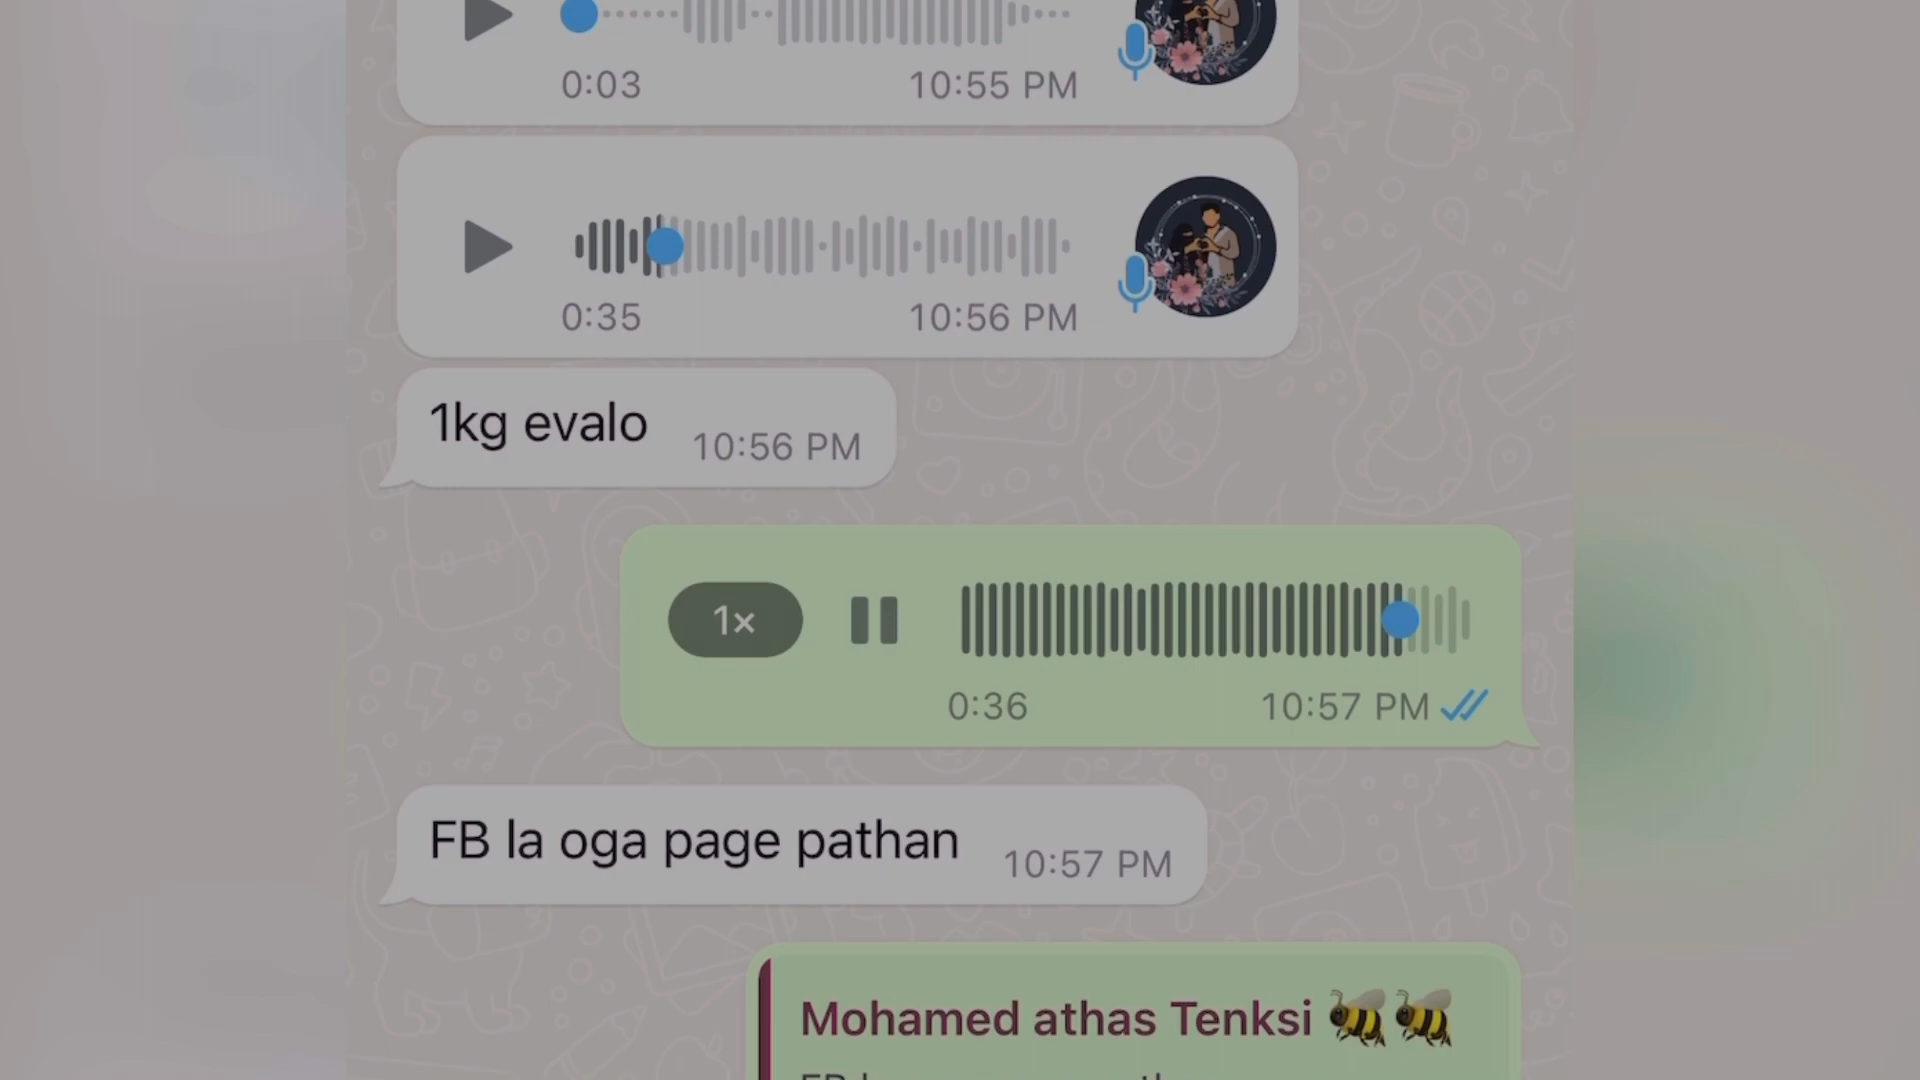 0:03 10:55 PM
0:35 10:56 PM
1kg evalo 10:56 PM
1×
0:36 10:57 PM
FB la oga page pathan 10:57 PM
Mohamed athas Tenksi 🐝🐝